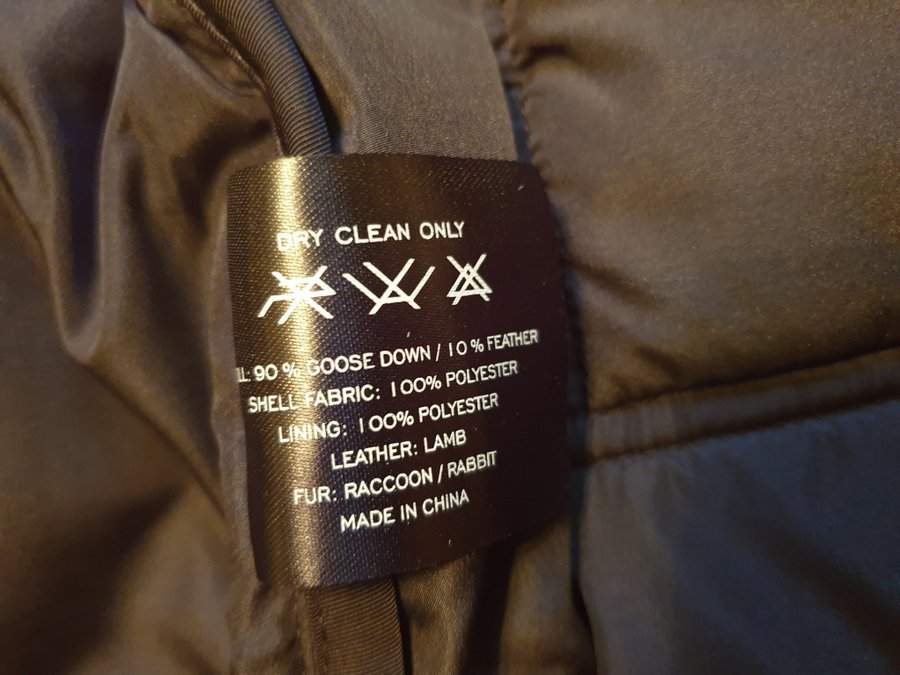 DRY CLEAN ONLY
LL 90 % GOOSE DOWN / 10 % FEATHER
SHELL FABRIC: 100% POLYESTER
LINING: 100% POLYESTER
LEATHER: LAMB
FUR: RACCOON / RABBIT
MADE IN CHINA